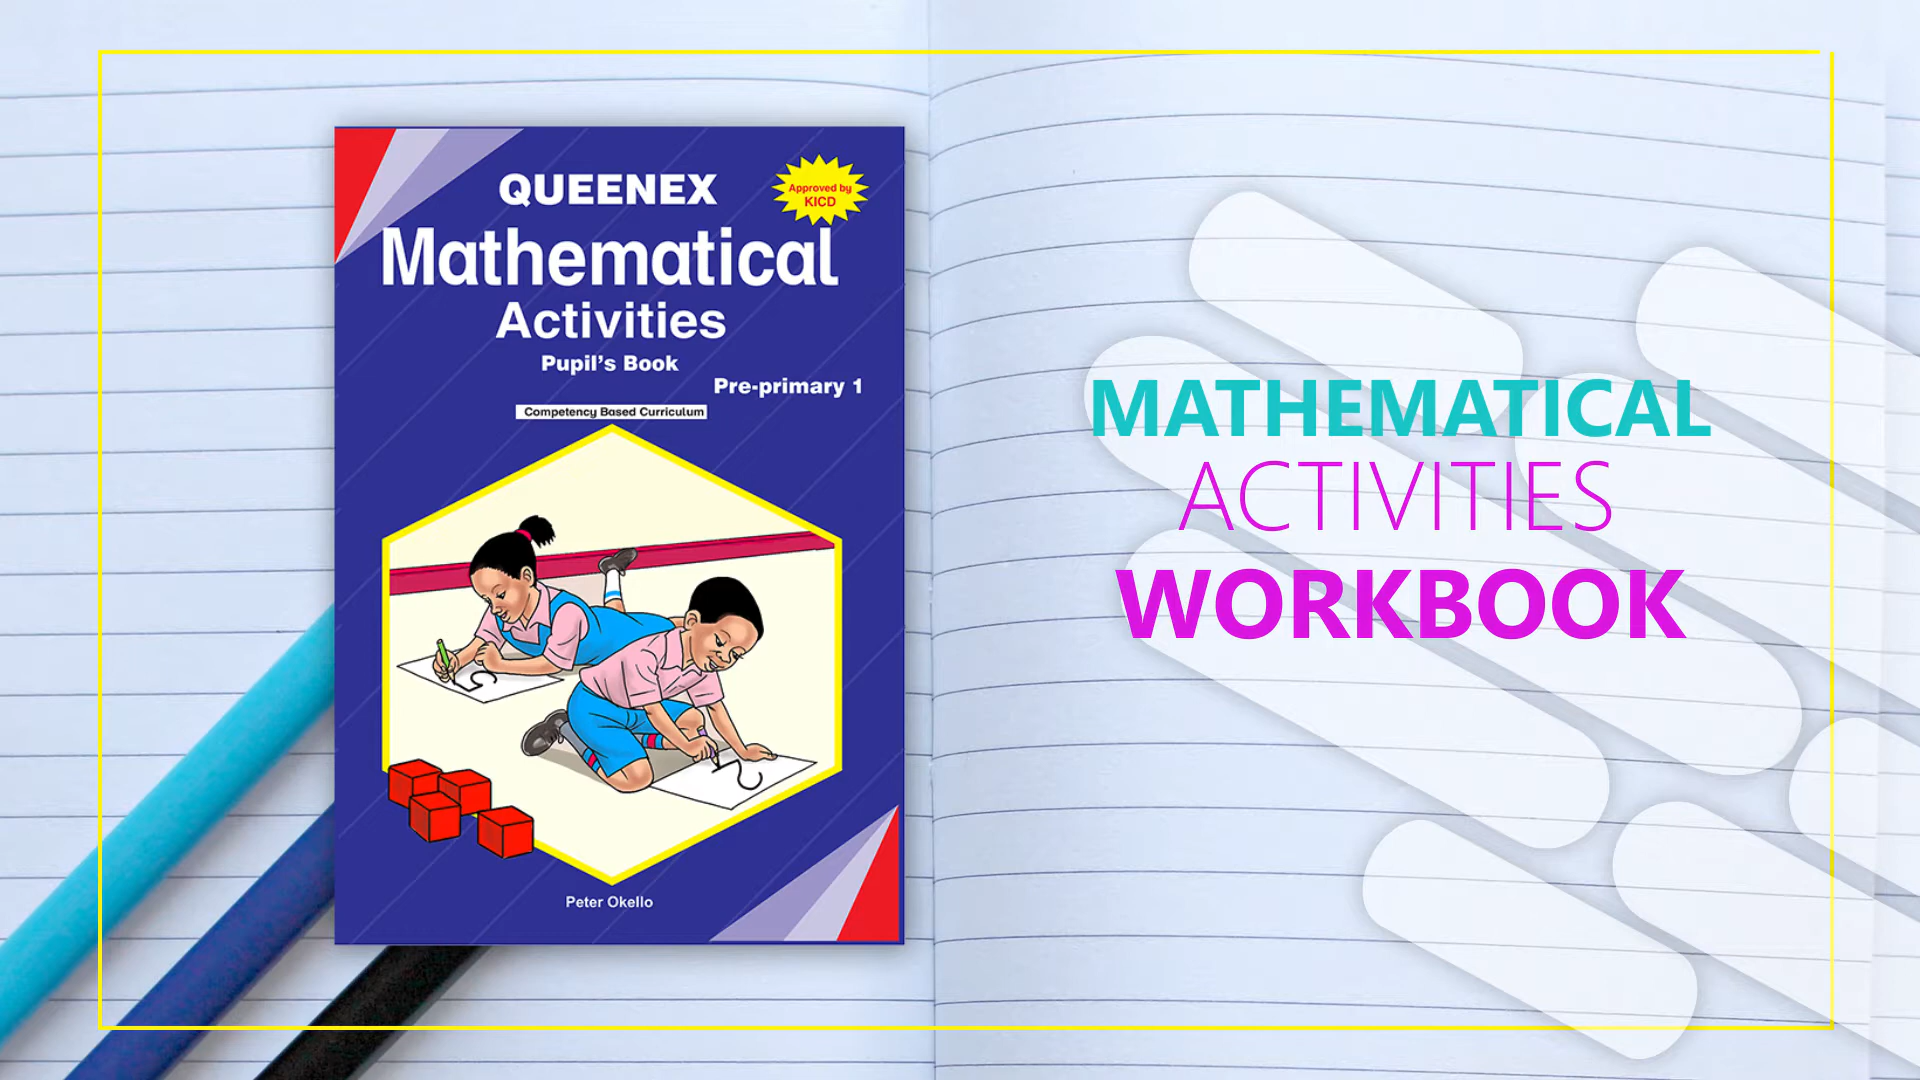 QUEENEX
Approved by
KICD
Mathematical
Activities
Pupil's Book
Pre-primary 1
Competency Based Curriculum
Peter Okello
MATHEMATICAL
ACTIVITIES
WORKBOOK